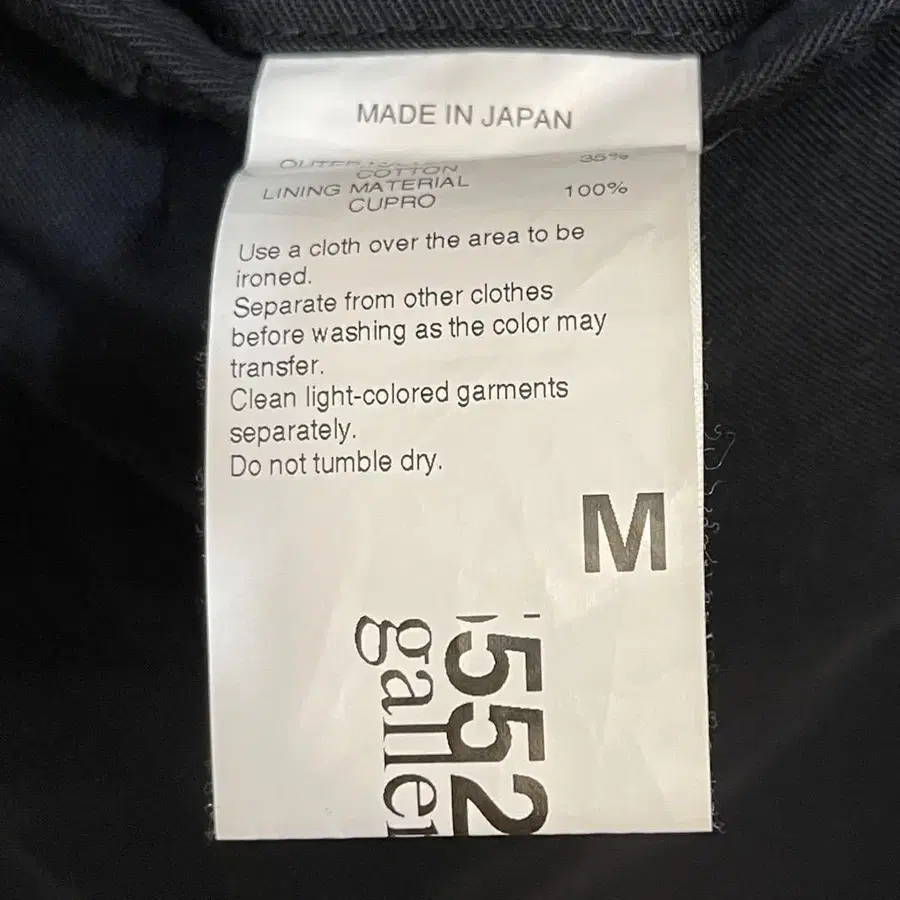 MADE IN JAPAN
35%
COTTON
LINING MATERIAL 100%
CUPRO
Use a cloth over the area to be
ironed.
Separate from other clothes
before washing as the color may
transfer.
Clean light-colored garments
separately.
Do not tumble dry.
M
552
galler